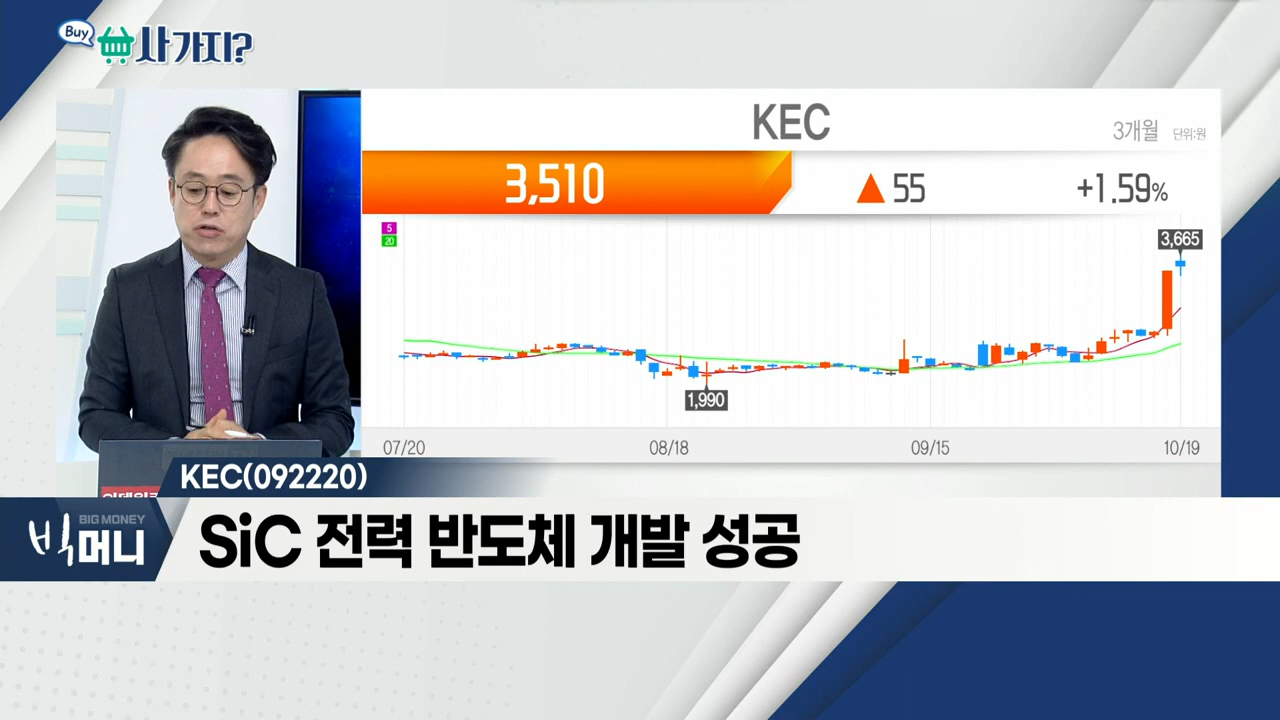 Buy
사가지?
KEC
3개월 단위:원
3,510
▲ 55
+1.59%
5
20
3,665
1,990
07/20
08/18
09/15
10/19
KEC(092220)
빅머니
BIG MONEY
SiC 전력 반도체 개발 성공